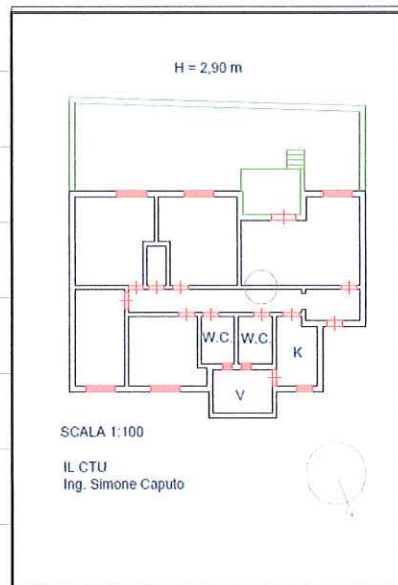 H = 2,90 m
W.C.
W.C.
K
V
SCALA 1:100
IL CTU
Ing. Simone Caputo